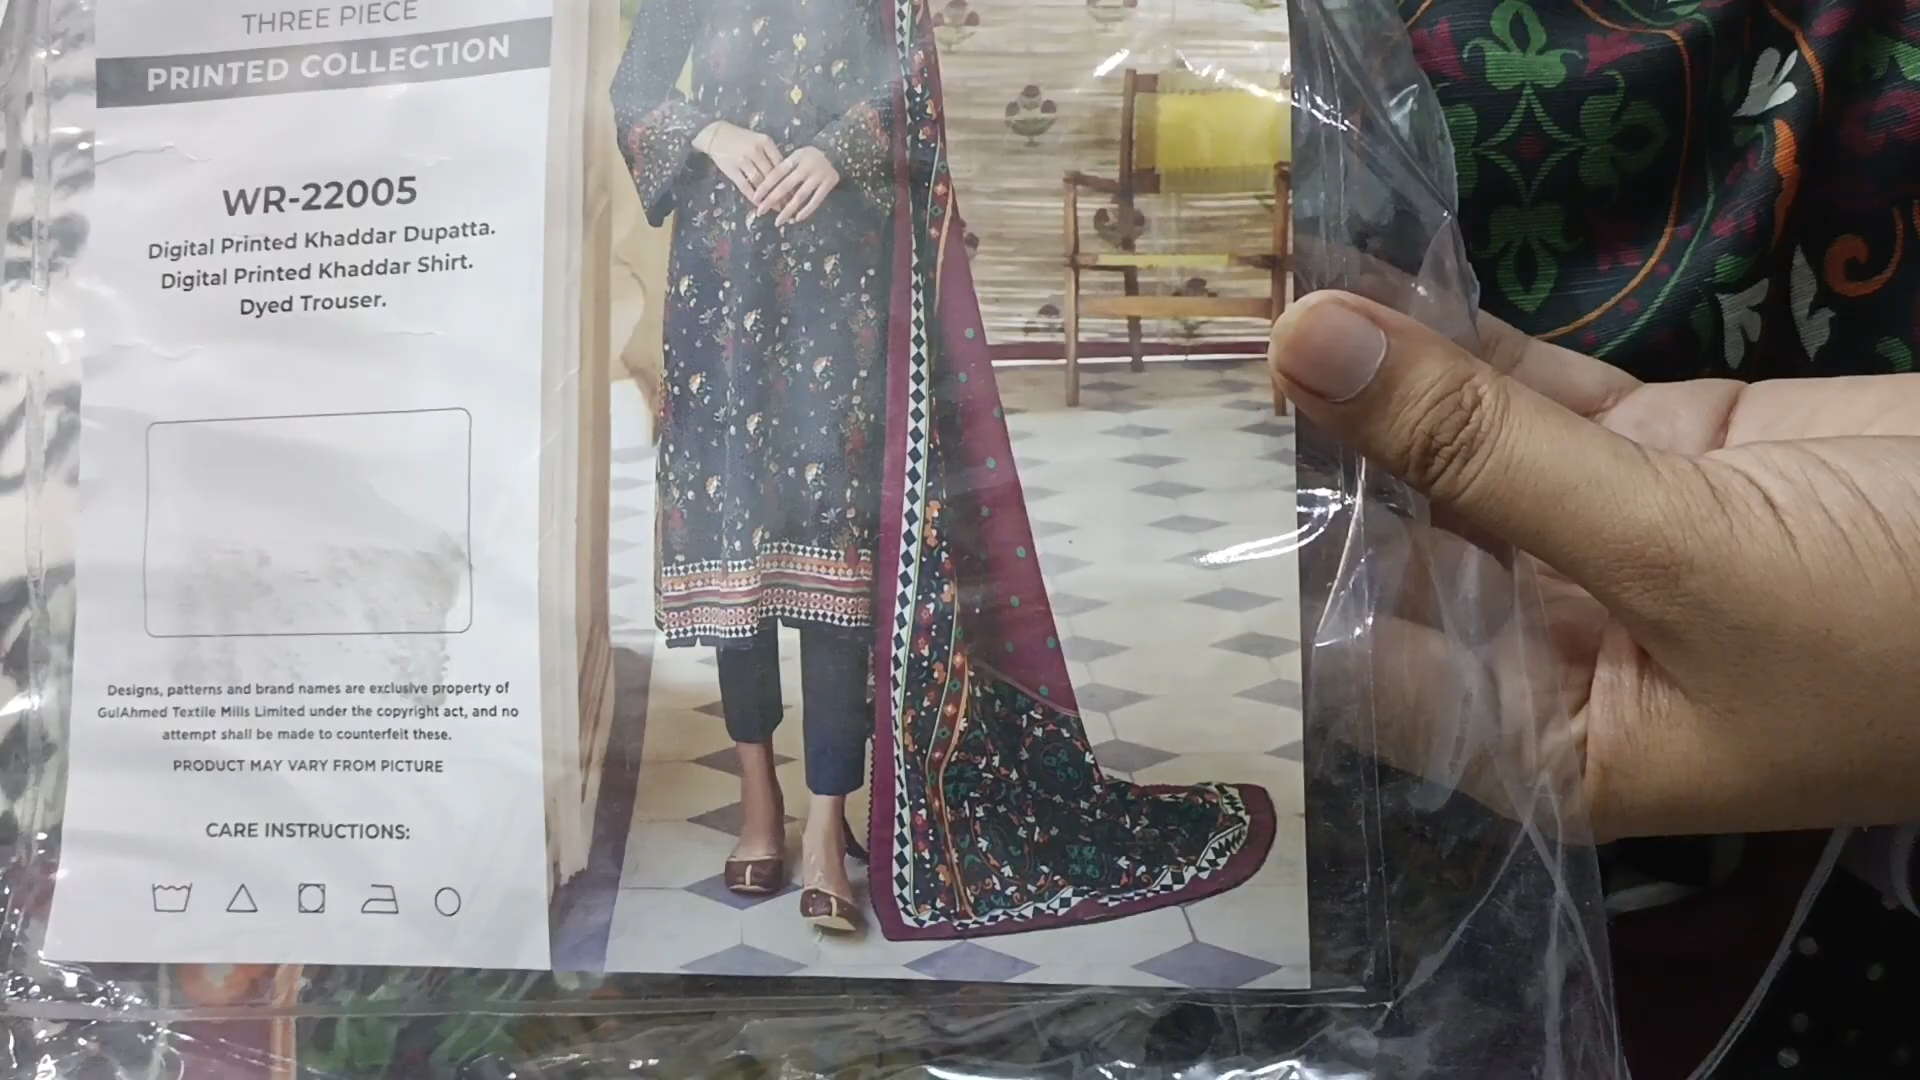 THREE PIECE
PRINTED COLLECTION
WR-22005
Digital Printed Khaddar Dupatta.
Digital Printed Khaddar Shirt.
Dyed Trouser.
Designs, patterns and brand names are exclusive property of
GulAhmed Textile Mills Limited under the copyright act, and no
attempt shall be made to counterfeit these.
PRODUCT MAY VARY FROM PICTURE
CARE INSTRUCTIONS: